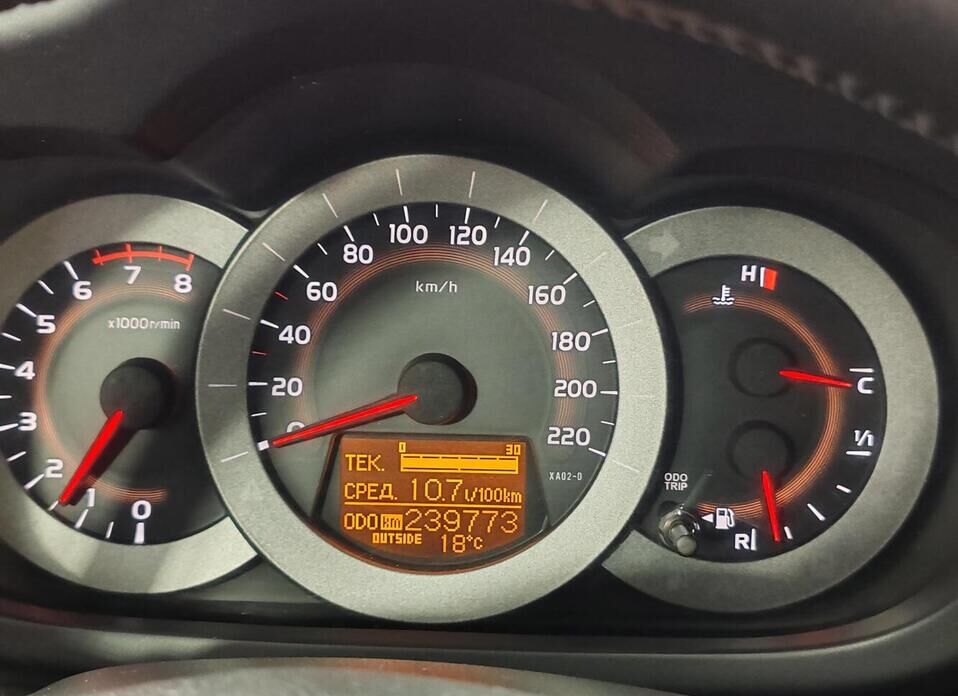 0
1
2
3
4
5
6
7
8
x1000r/min
0
20
40
60
80
100
120
140
160
180
200
220
km/h
XA02-0
0 30
ТЕК.
СРЕД. 10.7 l/100km
ODO km 239773
OUTSIDE 18°C
H
C
1/1
R
ODO
TRIP